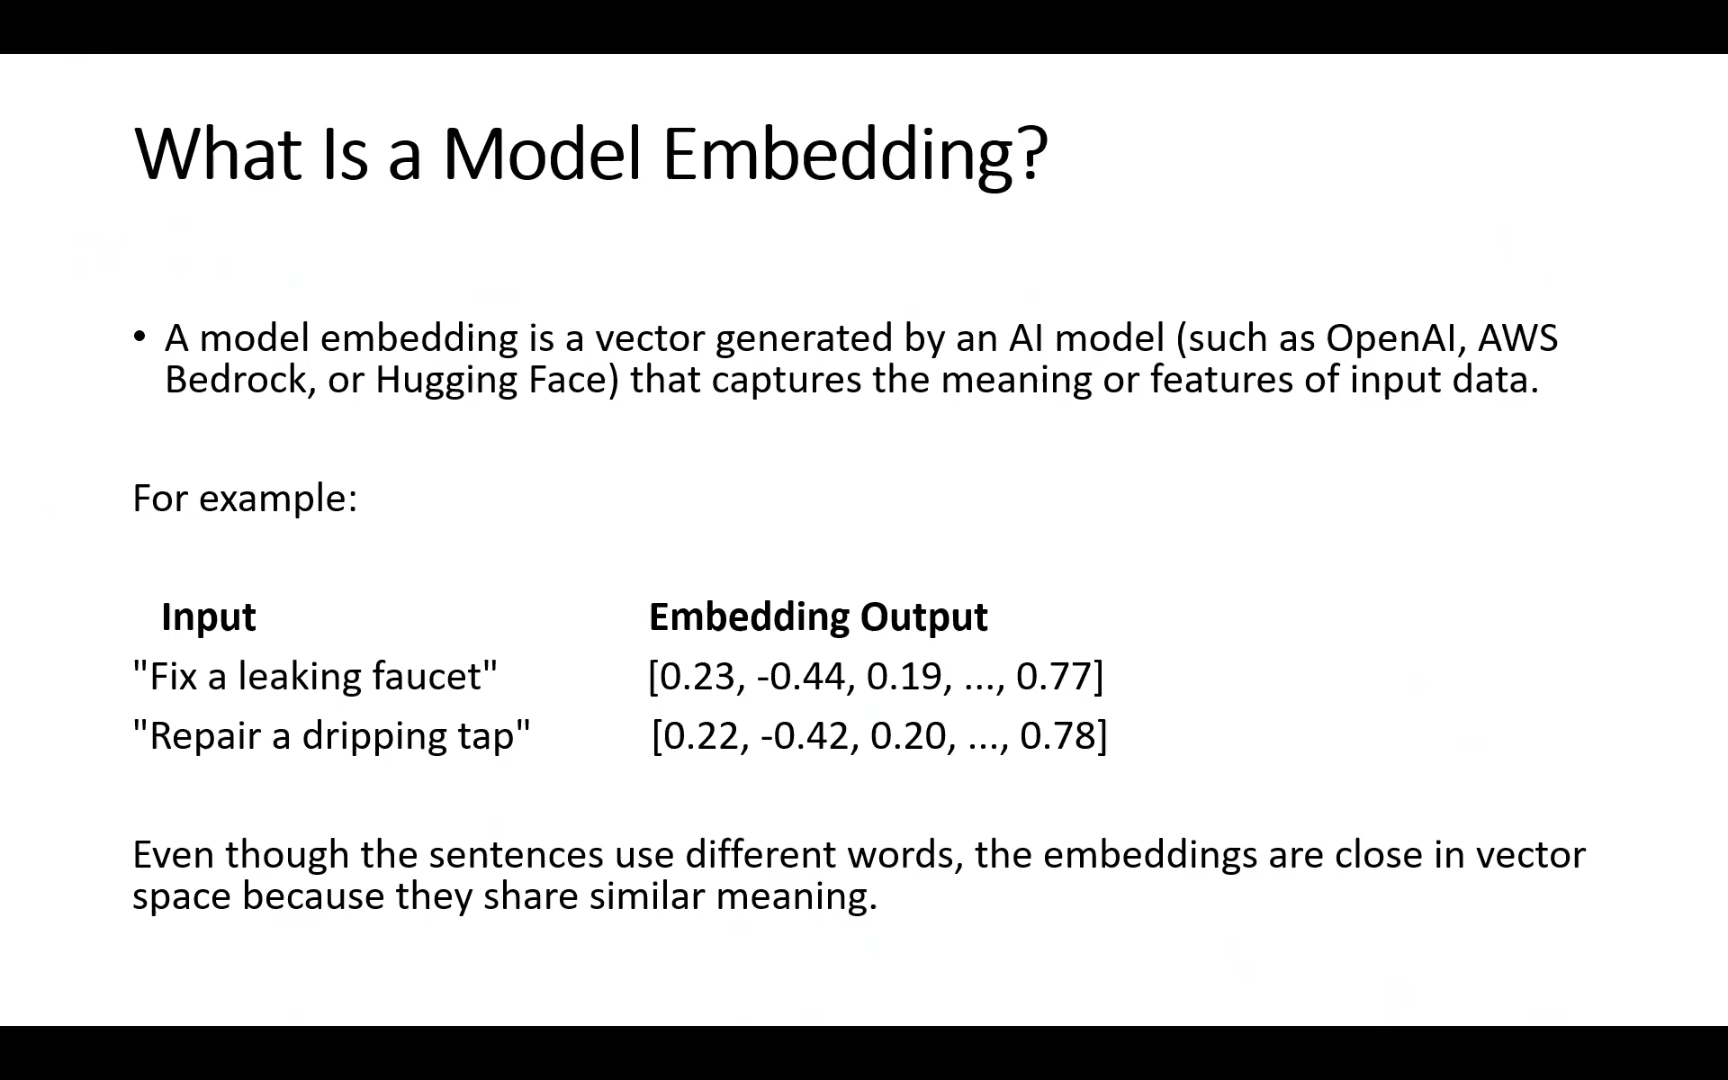 What Is a Model Embedding?
• A model embedding is a vector generated by an AI model (such as OpenAI, AWS
Bedrock, or Hugging Face) that captures the meaning or features of input data.
For example:
Input Embedding Output
"Fix a leaking faucet" [0.23, -0.44, 0.19, ..., 0.77]
"Repair a dripping tap" [0.22, -0.42, 0.20, ..., 0.78]
Even though the sentences use different words, the embeddings are close in vector
space because they share similar meaning.